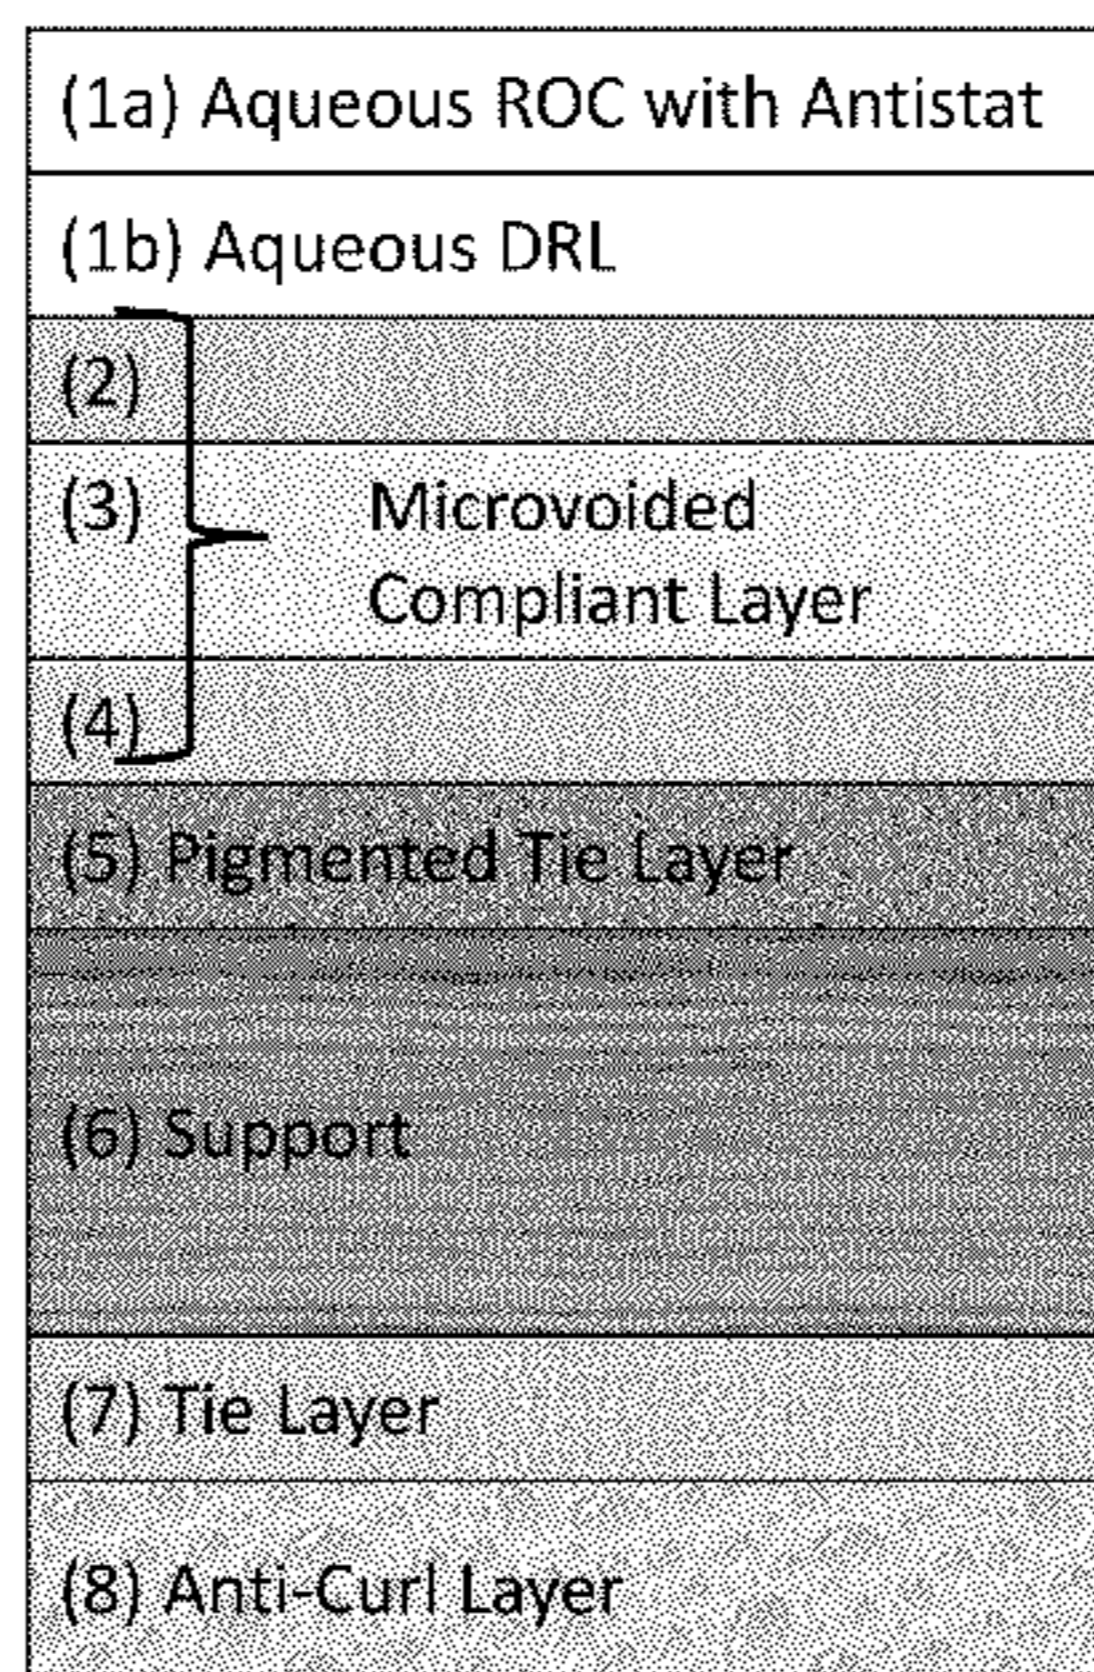 (1a) Aqueous ROC with Antistat
(1b) Aqueous DRL
(2)
(3) Microvoided
Compliant Layer
(4)
(5) Pigmented Tie Layer
(6) Support
(7) Tie Layer
(8) Anti-Curl Layer